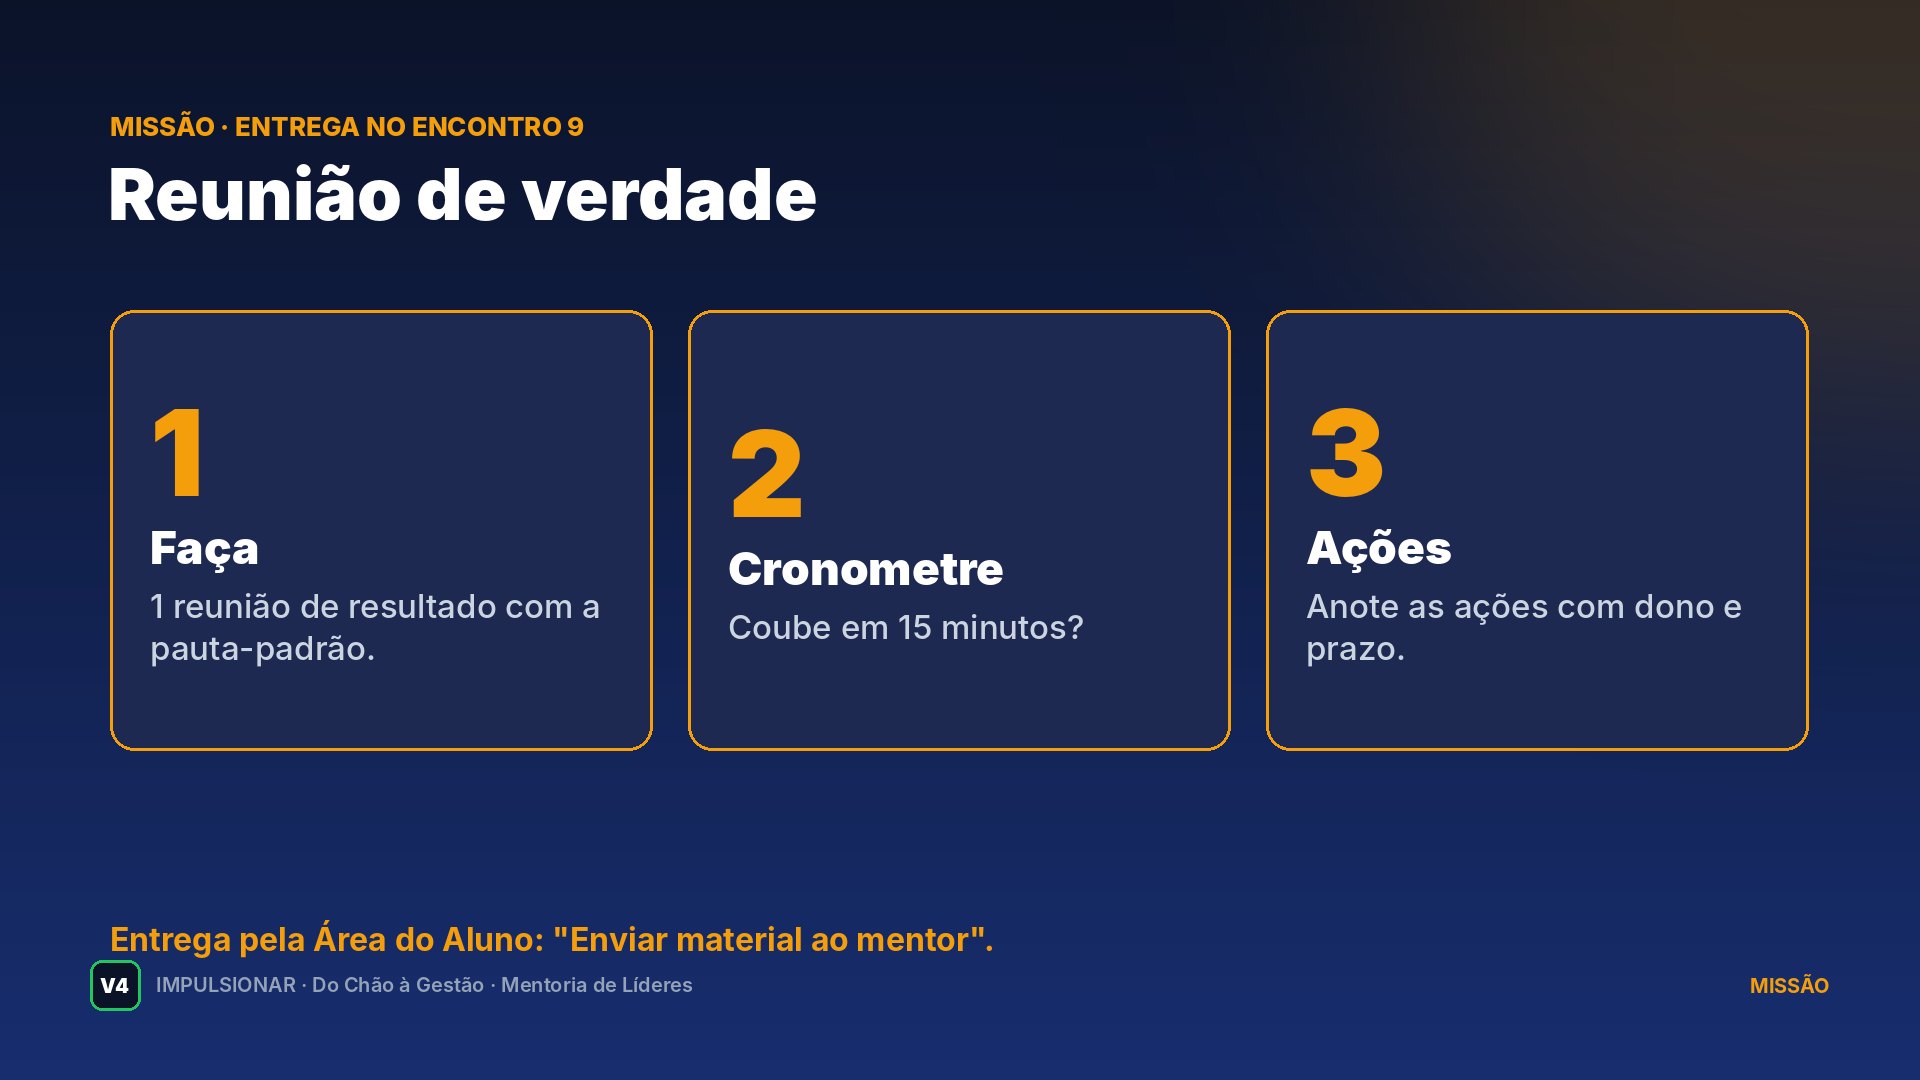 MISSÃO · ENTREGA NO ENCONTRO 9
Reunião de verdade
1
Faça
1 reunião de resultado com a
pauta-padrão.
2
Cronometre
Coube em 15 minutos?
3
Ações
Anote as ações com dono e
prazo.
Entrega pela Área do Aluno: "Enviar material ao mentor".
V4 IMPULSIONAR · Do Chão à Gestão · Mentoria de Líderes
MISSÃO